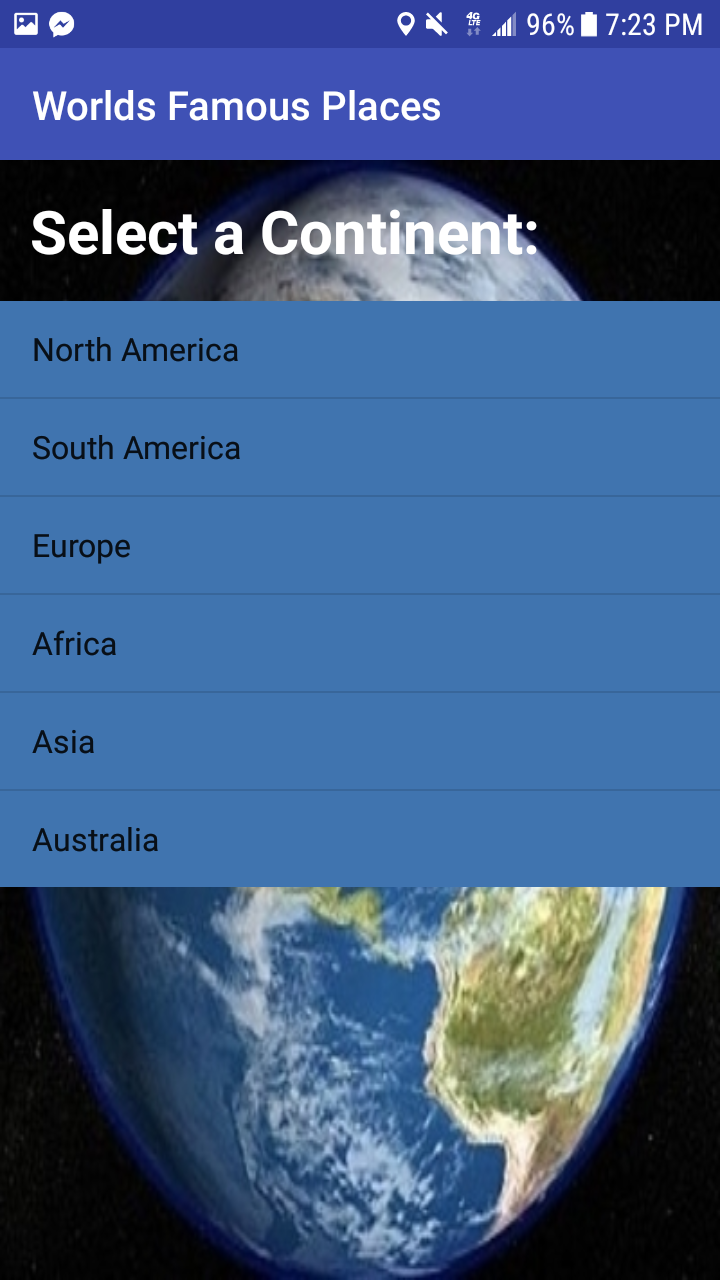 4G LTE 96% 7:23 PM
Worlds Famous Places
Select a Continent:
North America
South America
Europe
Africa
Asia
Australia